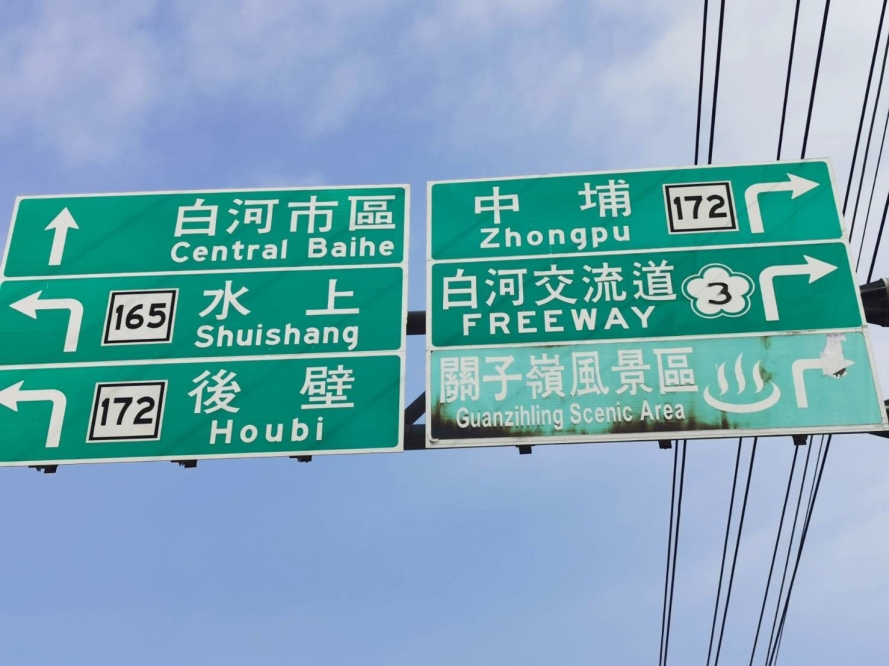 白河市區
Central Baihe
165 水上
Shuishang
172 後壁
Houbi
中埔 172
Zhongpu
白河交流道 3
FREEWAY
關子嶺風景區
Guanzihling Scenic Area